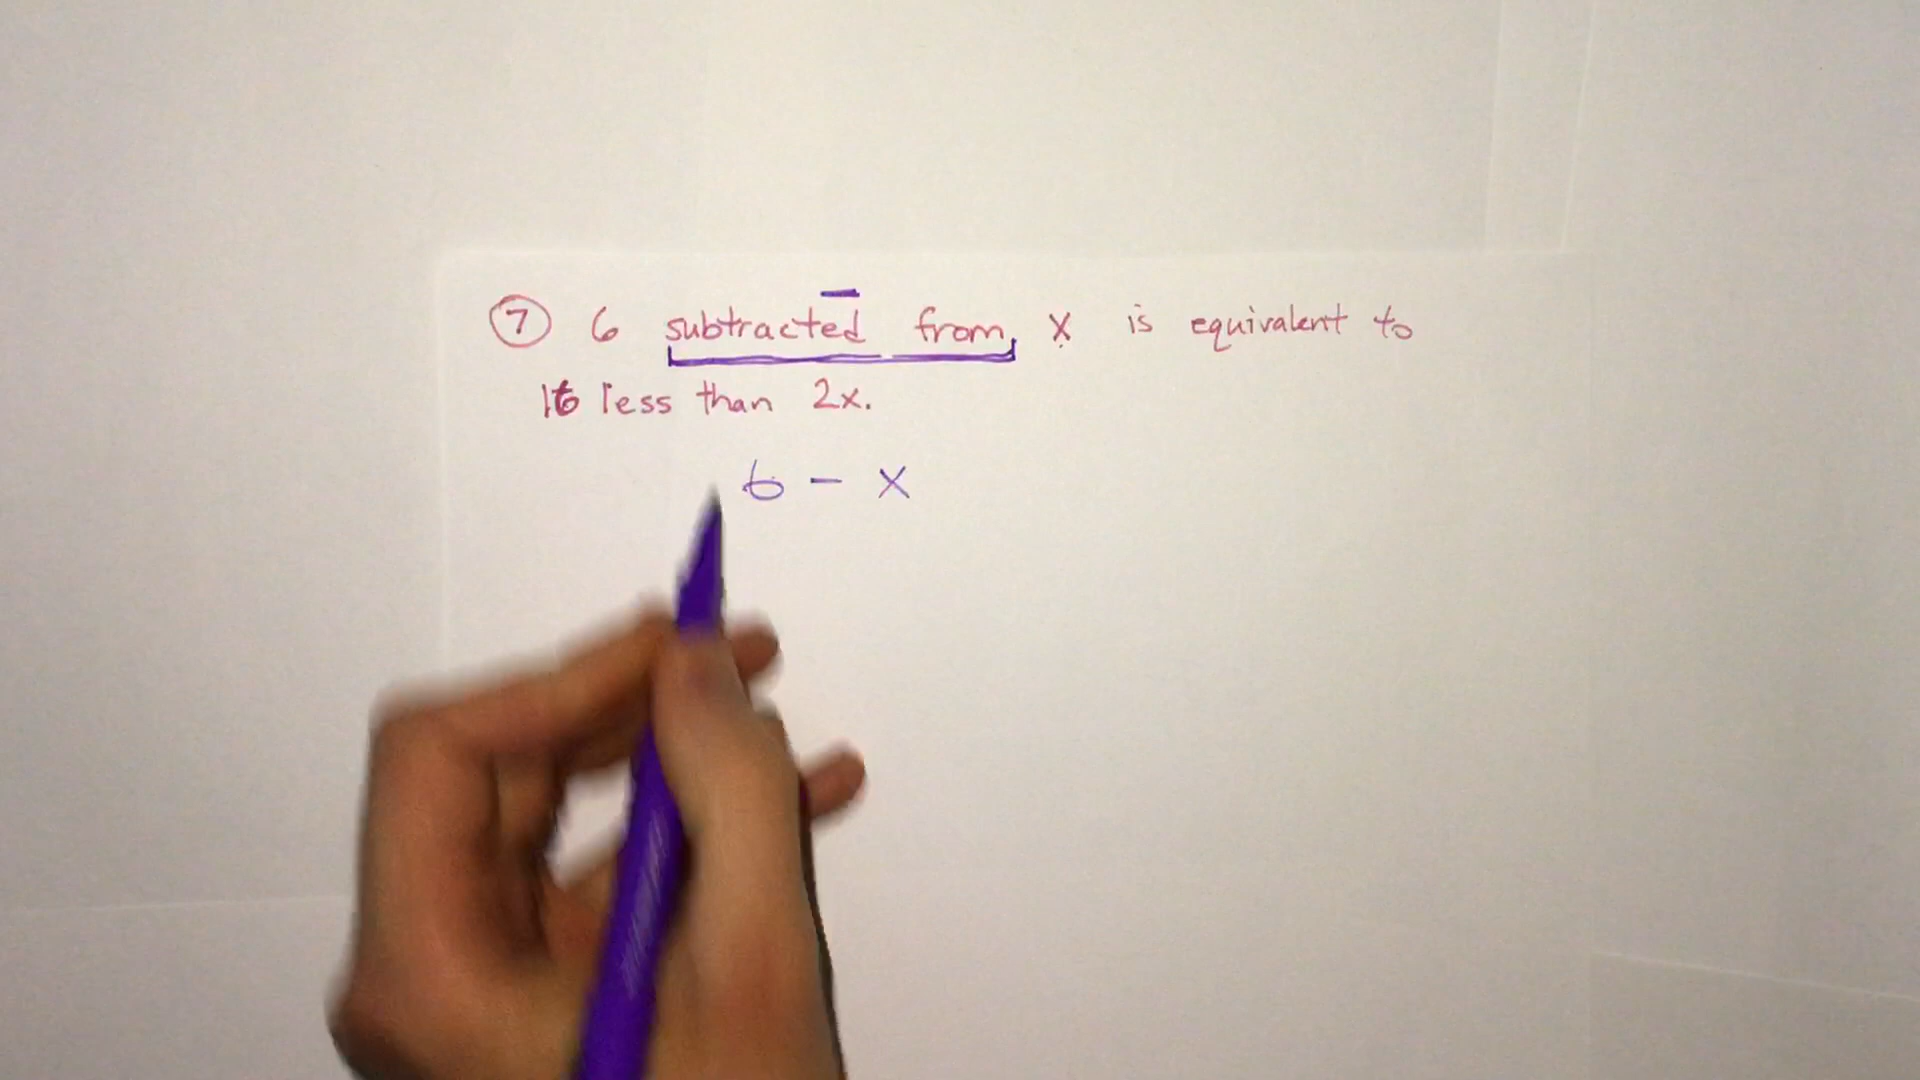 7 6 subtracted from x is equivalent to
16 less than 2x.
6 - x